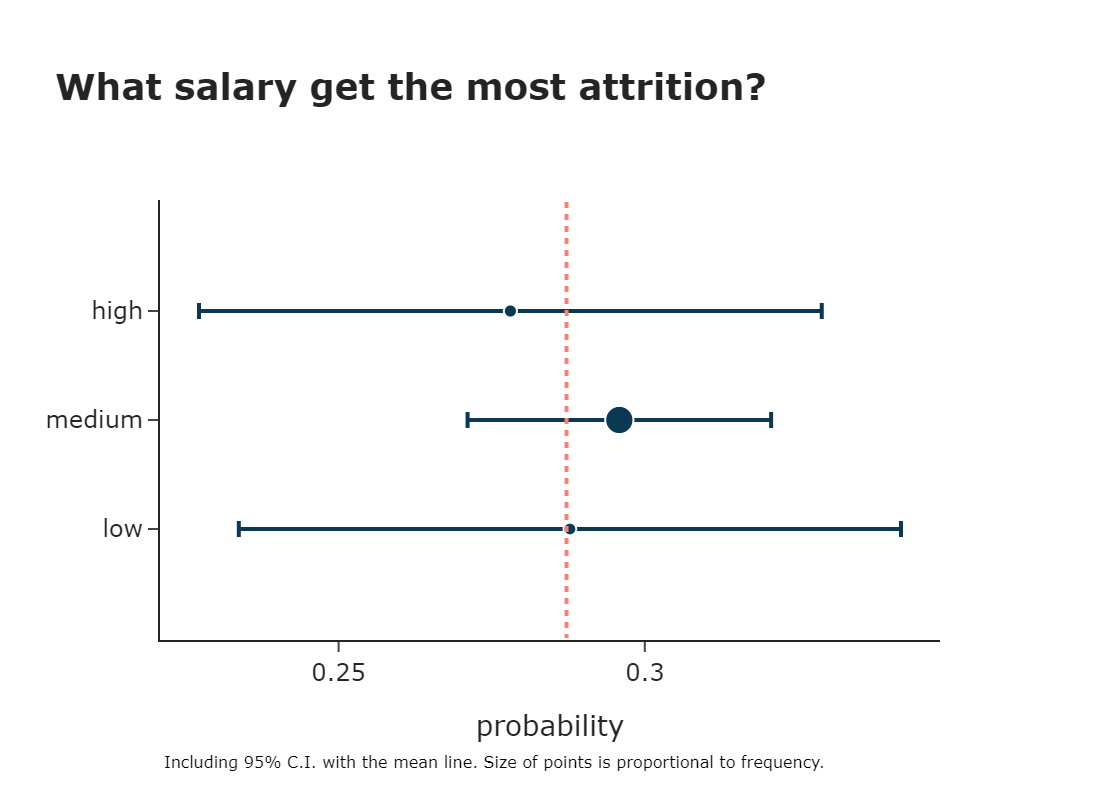 What salary get the most attrition?
high
medium
low
0.25 0.3
probability
Including 95% C.I. with the mean line. Size of points is proportional to frequency.